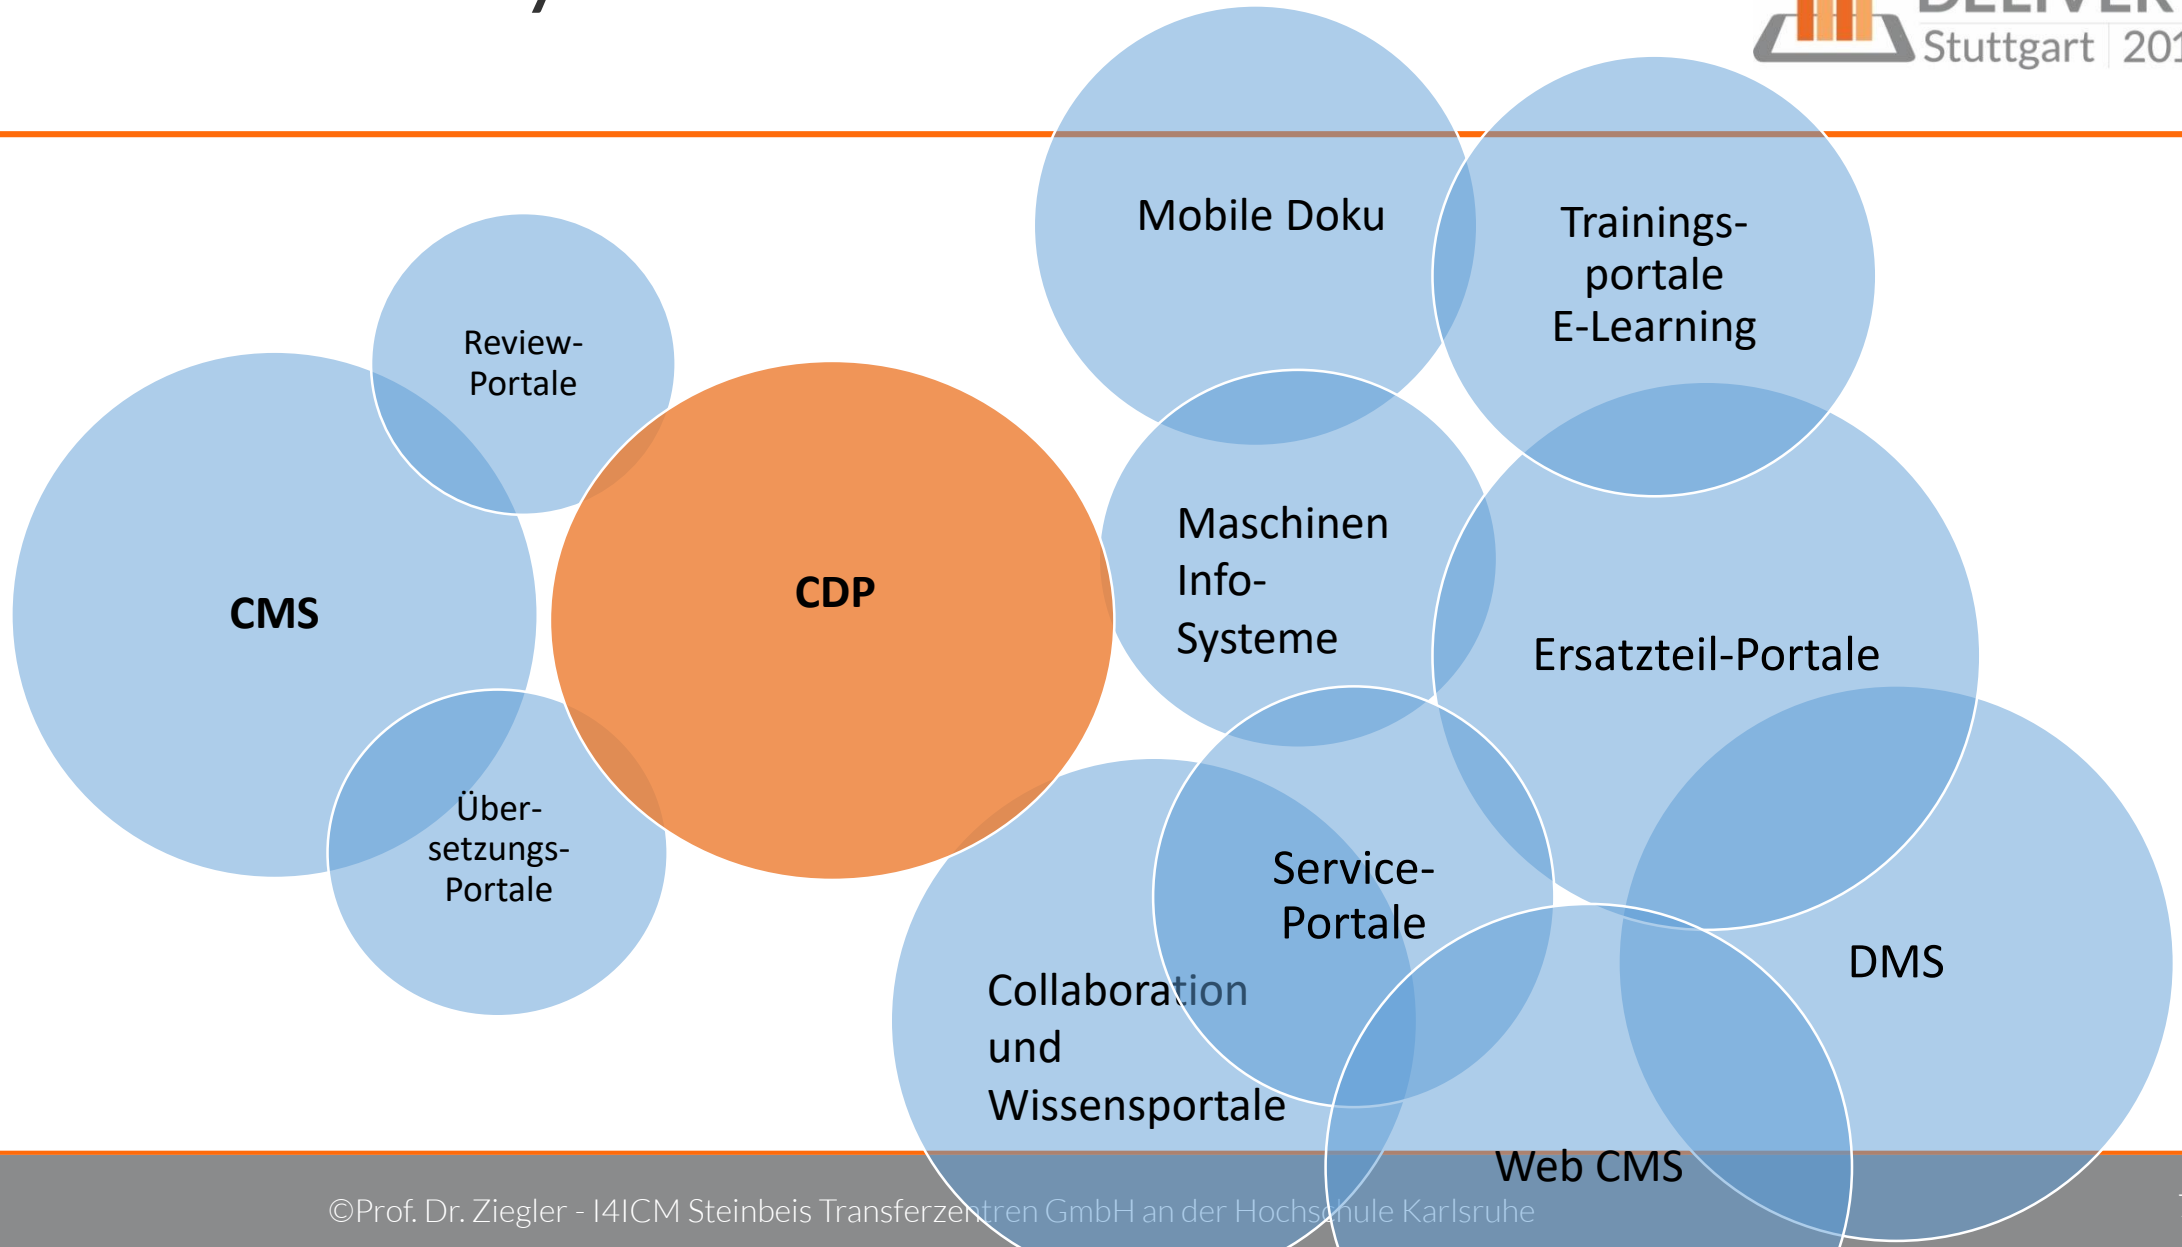 Stuttgart | 201
Mobile Doku
Trainings-
portale
E-Learning
Review-
Portale
CMS
CDP
Maschinen
Info-
Systeme
Ersatzteil-Portale
Über-
setzungs-
Portale
Service-
Portale
DMS
Collaboration
und
Wissensportale
Web CMS
©Prof. Dr. Ziegler - I4ICM Steinbeis Transferzentren GmbH an der Hochschule Karlsruhe